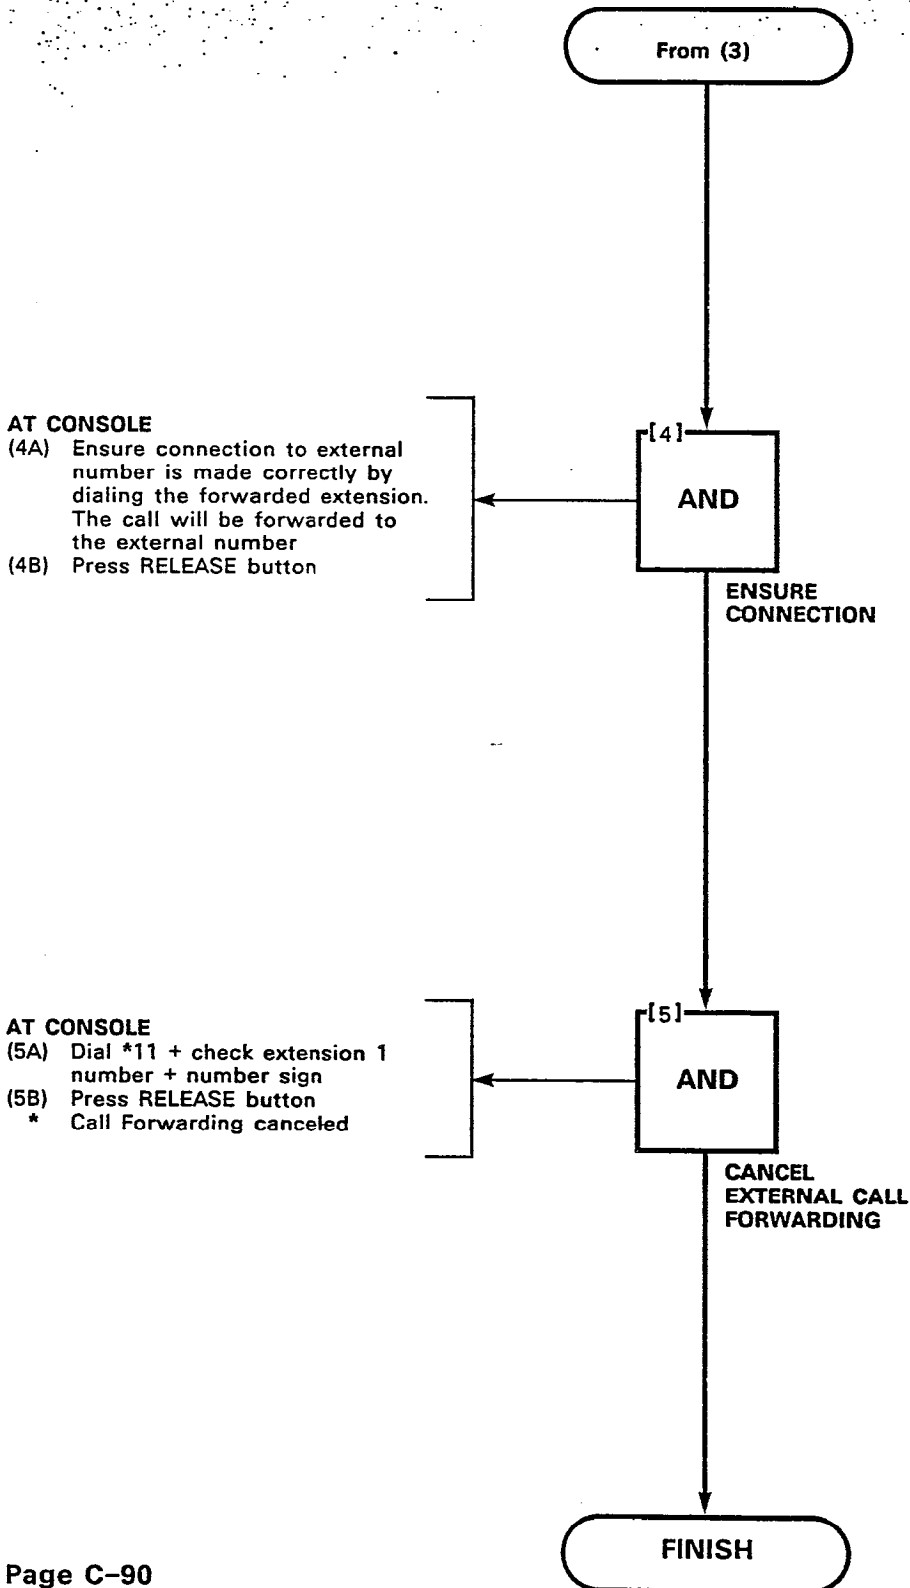 From (3)
AT CONSOLE
(4A) Ensure connection to external
number is made correctly by
dialing the forwarded extension.
The call will be forwarded to
the external number
(4B) Press RELEASE button
[4]
AND
ENSURE
CONNECTION
AT CONSOLE
(5A) Dial *11 + check extension 1
number + number sign
(5B) Press RELEASE button
* Call Forwarding canceled
[5]
AND
CANCEL
EXTERNAL CALL
FORWARDING
FINISH
Page C-90